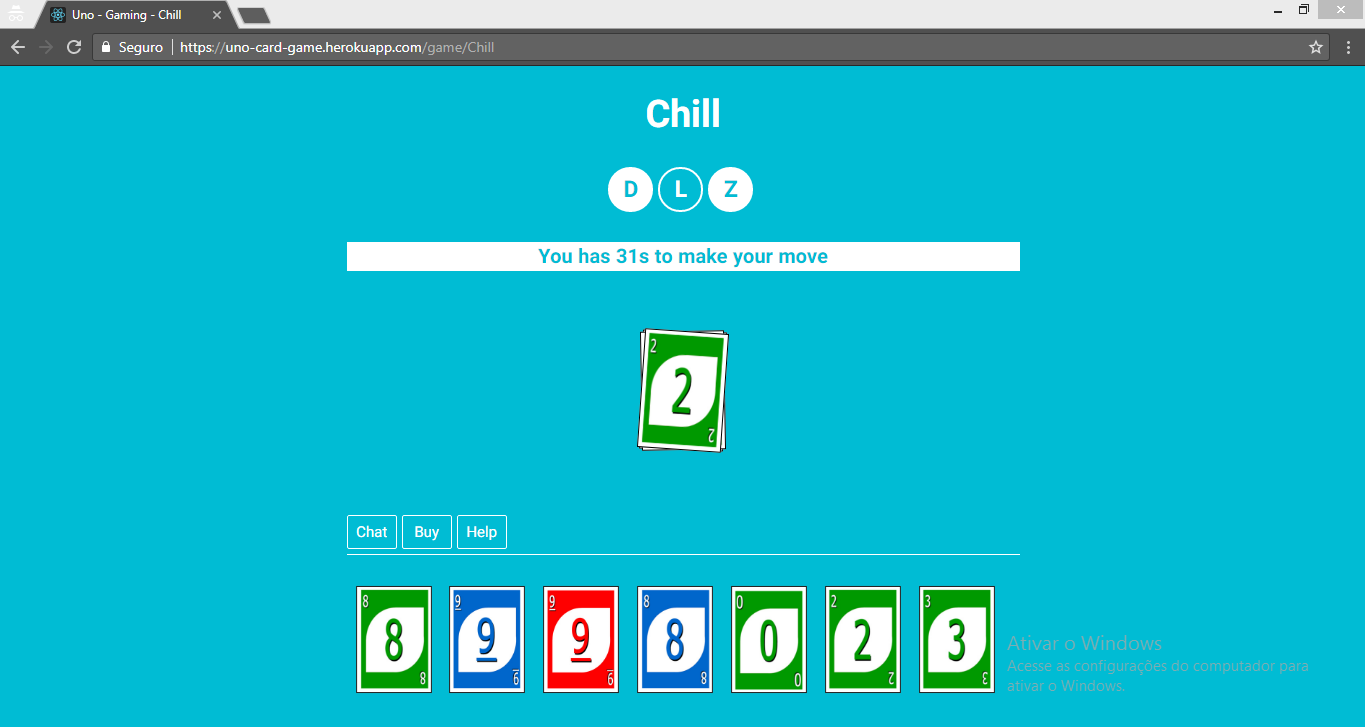 Uno - Gaming - Chill
Seguro https://uno-card-game.herokuapp.com/game/Chill
Chill
D L Z
You has 31s to make your move
2
2
2
Chat Buy Help
8 9 9 8 0 2 3
8 9 9 8 0 2 3
8 9 9 8 0 2 3
Ativar o Windows
Acesse as configurações do computador para
ativar o Windows.